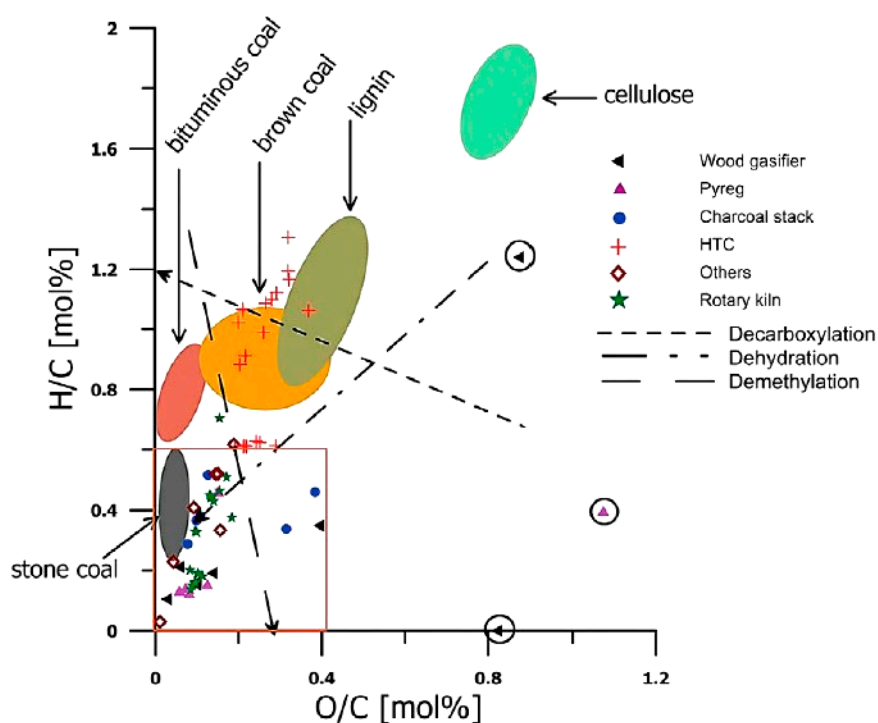 bituminous coal
brown coal
lignin
cellulose
stone coal
H/C [mol%]
2
1.6
1.2
0.8
0.4
0
0
0.4
0.8
1.2
O/C [mol%]
Wood gasifier
Pyreg
Charcoal stack
HTC
Others
Rotary kiln
Decarboxylation
Dehydration
Demethylation